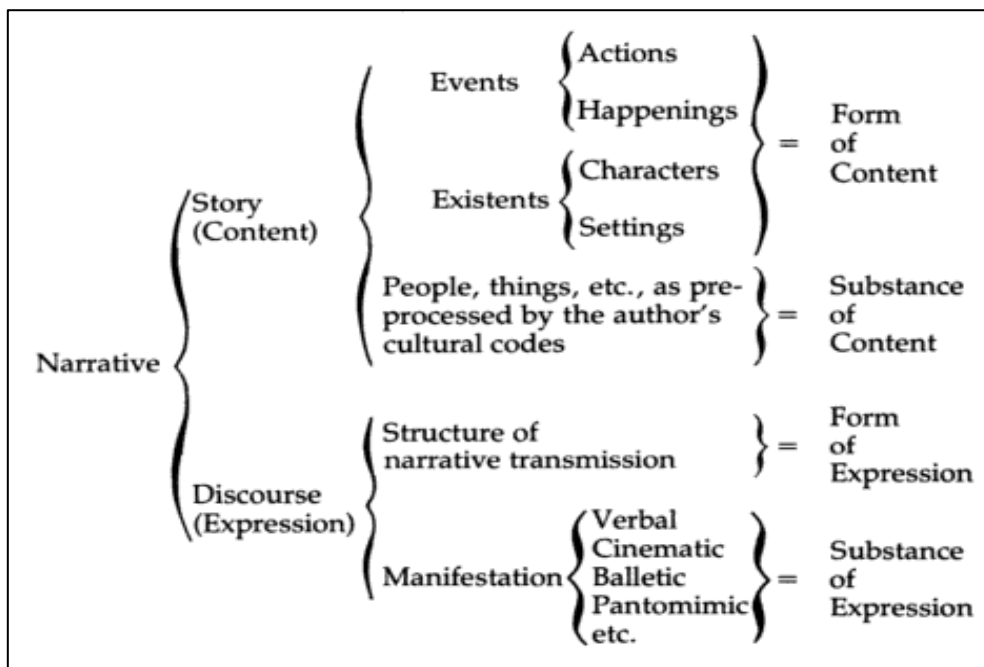 Narrative
Story
(Content)
Events
Actions
Happenings
Existents
Characters
Settings
=
Form
of
Content
People, things, etc., as pre-
processed by the author's
cultural codes
=
Substance
of
Content
Discourse
(Expression)
Structure of
narrative transmission
=
Form
of
Expression
Manifestation
Verbal
Cinematic
Balletic
Pantomimic
etc.
=
Substance
of
Expression